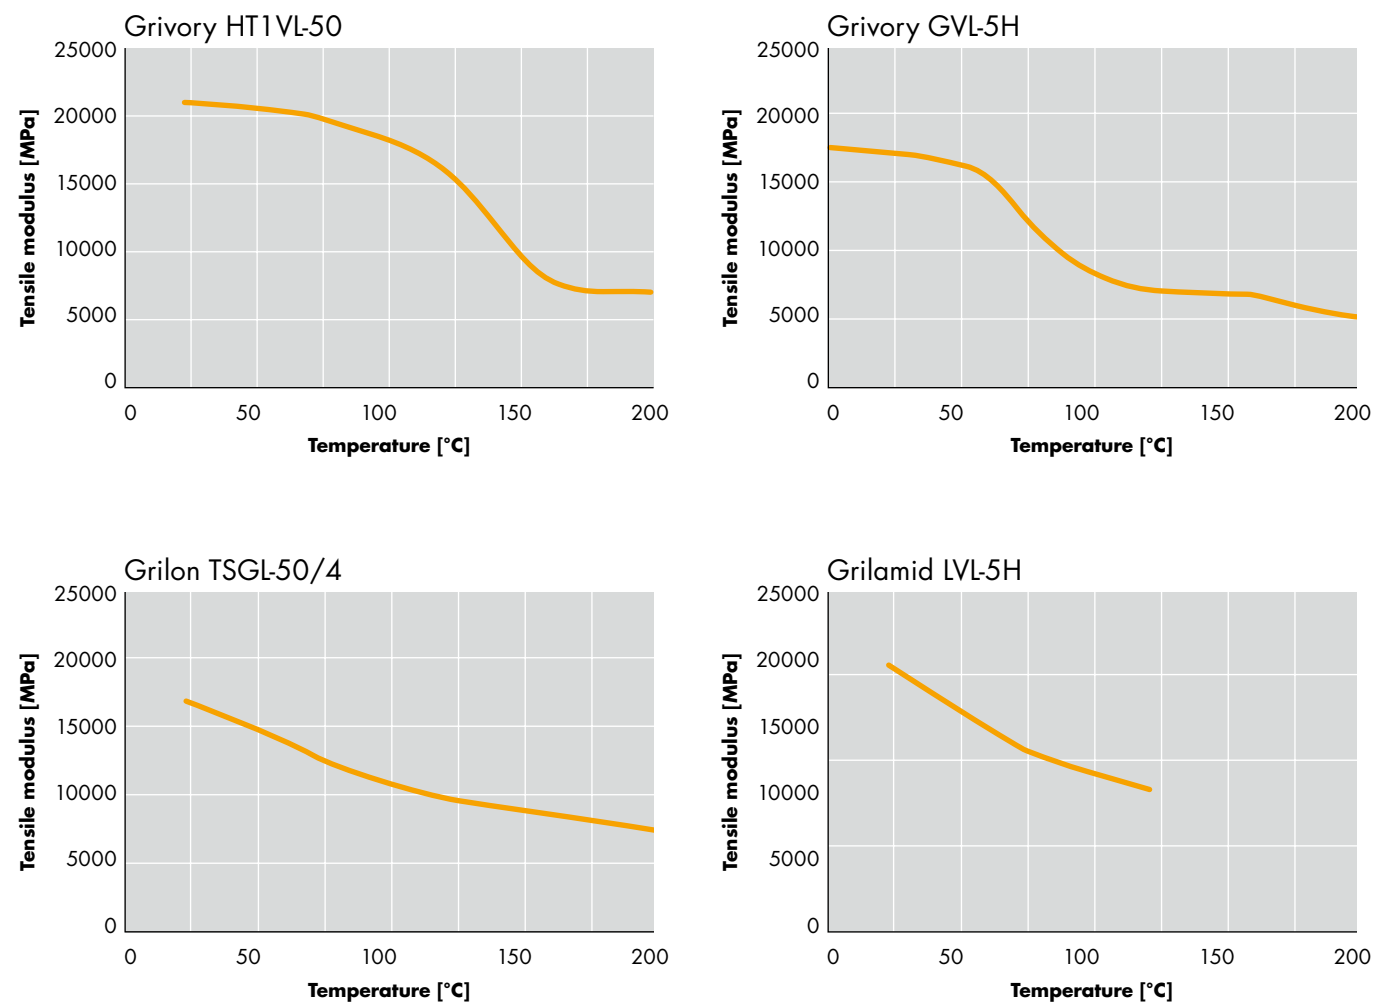 Grivory HT1VL-50
25000
20000
15000
10000
5000
0
Tensile modulus [MPa]
0 50 100 150 200
Temperature [°C]
Grivory GVL-5H
25000
20000
15000
10000
5000
0
Tensile modulus [MPa]
0 50 100 150 200
Temperature [°C]
Grilon TSGL-50/4
25000
20000
15000
10000
5000
0
Tensile modulus [MPa]
0 50 100 150 200
Temperature [°C]
Grilamid LVL-5H
25000
20000
15000
10000
5000
0
Tensile modulus [MPa]
0 50 100 150 200
Temperature [°C]